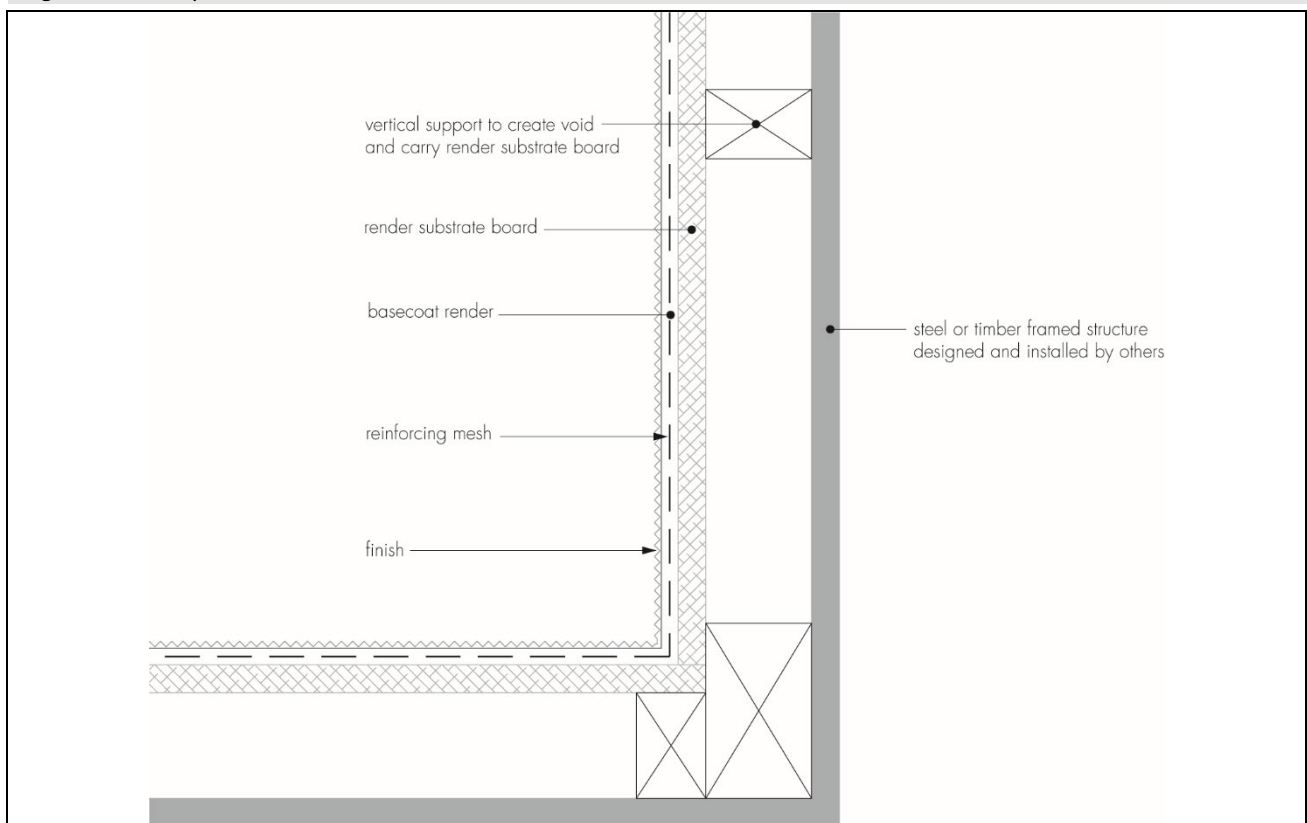 vertical support to create void
and carry render substrate board
render substrate board
basecoat render
steel or timber framed structure
designed and installed by others
reinforcing mesh
finish